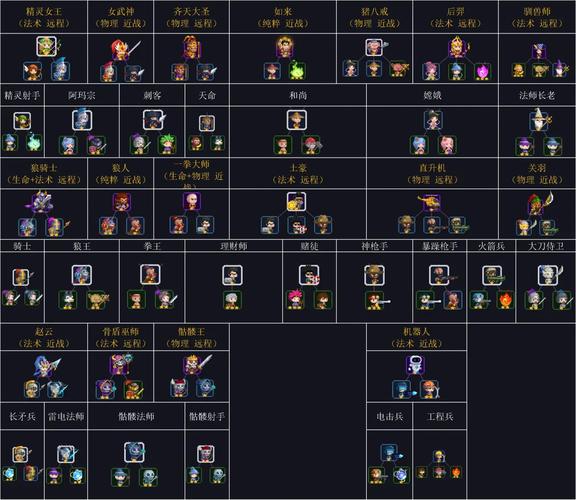 精灵女王 女武神 齐天大圣 如来 猪八戒 后羿 驯兽师
(法术 远程) (物理 近战) (物理 远程) (纯粹 近战) (物理 近战) (法术 远程) (法术 远程)
精灵射手 阿玛宗 刺客 天命 和尚 嫦娥 法师长老
狼骑士 狼人 一拳大师 土豪 直升机 关羽
(生命+法术 远程) (纯粹 近战) (生命+物理 近战) (法术 远程) (物理 远程) (物理 近战)
骑士 狼王 拳王 理财师 赌徒 神枪手 暴躁枪手 火箭兵 大刀侍卫
赵云 骨盾巫师 骷髅王 机器人
(法术 近战) (法术 远程) (物理 近战) (法术 近战)
长矛兵 雷电法师 骷髅法师 骷髅射手 电击兵 工程兵